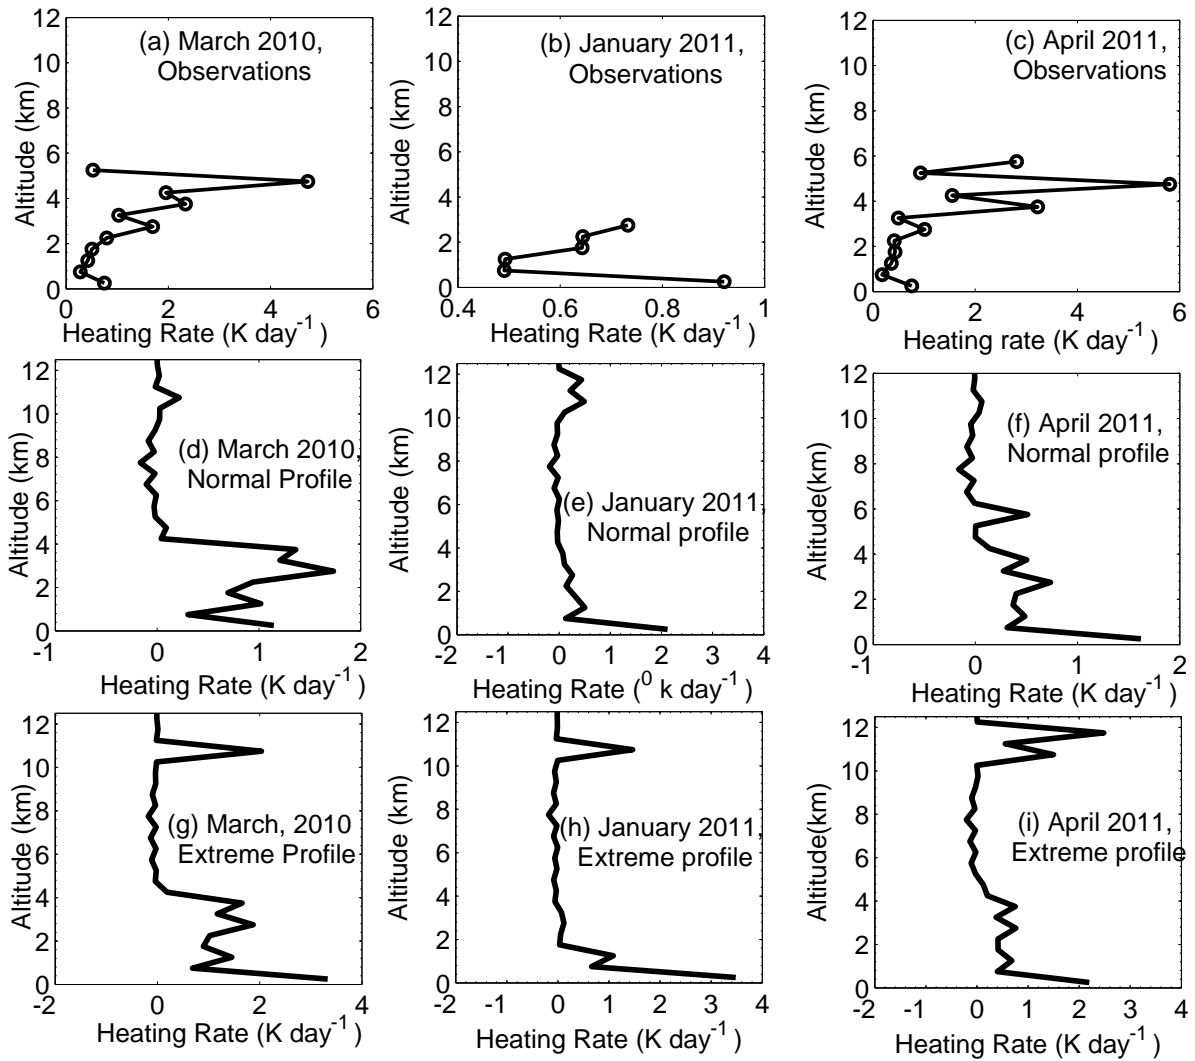 (a) March 2010,
Observations
12
10
8
6
4
2
0
0 2 4 6
Altitude (km)
Heating Rate (K day-1)
(b) January 2011,
Observations
12
10
8
6
4
2
0
0.4 0.6 0.8 1
Altitude (km)
Heating Rate (K day-1)
(c) April 2011,
Observations
12
10
8
6
4
2
0
0 2 4 6
Altitude (km)
Heating rate (K day-1 )
(d) March 2010,
Normal Profile
12
10
8
6
4
2
0
-1 0 1 2
Altitude (km)
Heating Rate (K day-1)
(e) January 2011,
Normal profile
12
10
8
6
4
2
0
-2 -1 0 1 2 3 4
Altitude (km)
Heating Rate (0 k day-1)
(f) April 2011,
Normal profile
12
10
8
6
4
2
0
-1 0 1 2
Altitude(km)
Heating Rate (K day-1)
(g) March, 2010
Extreme Profile
12
10
8
6
4
2
0
-2 0 2 4
Altitude (km)
Heating Rate (K day-1 )
(h) January 2011,
Extreme profile
12
10
8
6
4
2
0
-2 -1 0 1 2 3 4
Altitude (km)
Heating Rate (K day-1 )
(i) April 2011,
Extreme profile
12
10
8
6
4
2
0
-2 -1 0 1 2 3 4
Altitude(km)
Heating Rate (K day-1)